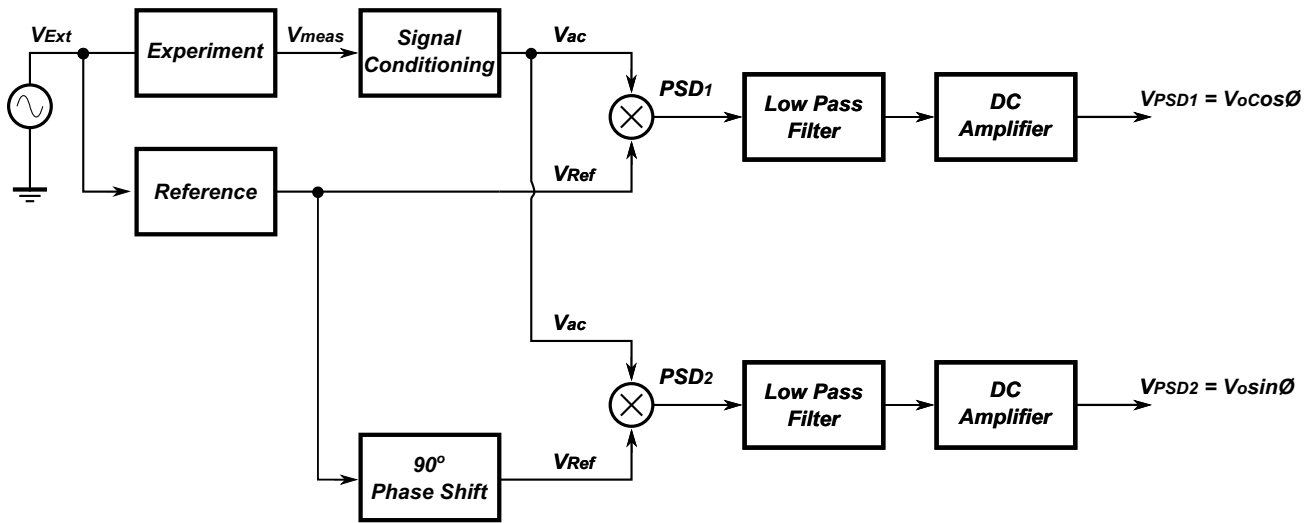 VExt
Experiment
Vmeas
Signal
Conditioning
Vac
PSD1
Low Pass
Filter
DC
Amplifier
VPSD1 = VoCosØ
Reference
VRef
Vac
PSD2
Low Pass
Filter
DC
Amplifier
VPSD2 = VosinØ
90o
Phase Shift
VRef